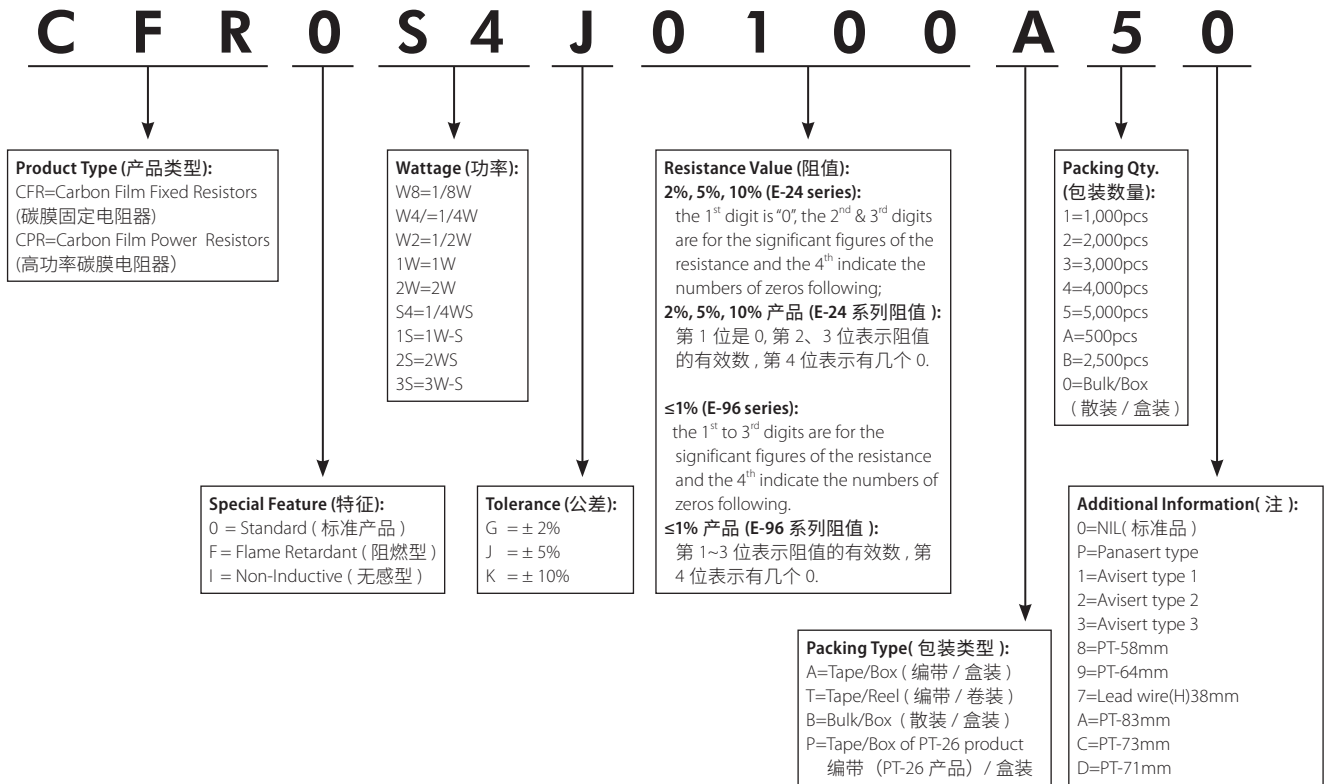 C F R 0 S 4 J 0 1 0 0 A 5 0
Product Type (产品类型):
CFR=Carbon Film Fixed Resistors
(碳膜固定电阻器)
CPR=Carbon Film Power Resistors
(高功率碳膜电阻器)
Special Feature (特征):
0 = Standard ( 标准产品 )
F = Flame Retardant ( 阻燃型 )
I = Non-Inductive ( 无感型 )
Wattage (功率):
W8=1/8W
W4/=1/4W
W2=1/2W
1W=1W
2W=2W
S4=1/4WS
1S=1W-S
2S=2WS
3S=3W-S
Tolerance (公差):
G = ± 2%
J = ± 5%
K = ± 10%
Resistance Value (阻值):
2%, 5%, 10% (E-24 series):
the 1st digit is "0", the 2nd & 3rd digits
are for the significant figures of the
resistance and the 4th indicate the
numbers of zeros following;
2%, 5%, 10% 产品 (E-24 系列阻值 ):
第 1 位是 0, 第 2、3 位表示阻值
的有效数 , 第 4 位表示有几个 0.
≤1% (E-96 series):
the 1st to 3rd digits are for the
significant figures of the resistance
and the 4th indicate the numbers of
zeros following.
≤1% 产品 (E-96 系列阻值 ):
第 1~3 位表示阻值的有效数 , 第
4 位表示有几个 0.
Packing Type( 包装类型 ):
A=Tape/Box ( 编带 / 盒装 )
T=Tape/Reel ( 编带 / 卷装 )
B=Bulk/Box ( 散装 / 盒装 )
P=Tape/Box of PT-26 product
编带 (PT-26 产品) / 盒装
Packing Qty.
(包装数量):
1=1,000pcs
2=2,000pcs
3=3,000pcs
4=4,000pcs
5=5,000pcs
A=500pcs
B=2,500pcs
0=Bulk/Box
( 散装 / 盒装 )
Additional Information( 注 ):
0=NIL( 标准品 )
P=Panasert type
1=Avisert type 1
2=Avisert type 2
3=Avisert type 3
8=PT-58mm
9=PT-64mm
7=Lead wire(H)38mm
A=PT-83mm
C=PT-73mm
D=PT-71mm